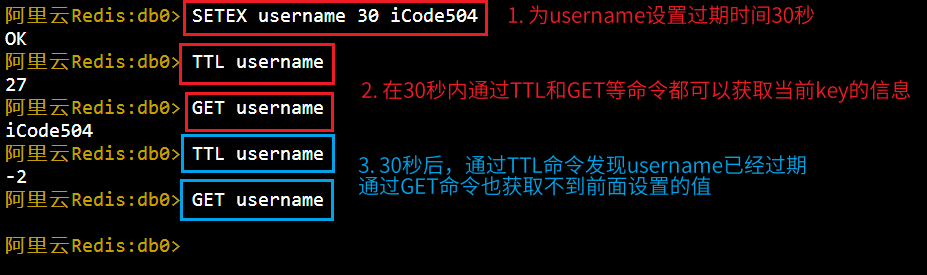 阿里云Redis:db0> SETEX username 30 iCode504
1. 为username设置过期时间30秒
OK
阿里云Redis:db0> TTL username
27
2. 在30秒内通过TTL和GET等命令都可以获取当前key的信息
阿里云Redis:db0> GET username
iCode504
阿里云Redis:db0> TTL username
3. 30秒后，通过TTL命令发现username已经过期
-2
通过GET命令也获取不到前面设置的值
阿里云Redis:db0> GET username
阿里云Redis:db0>